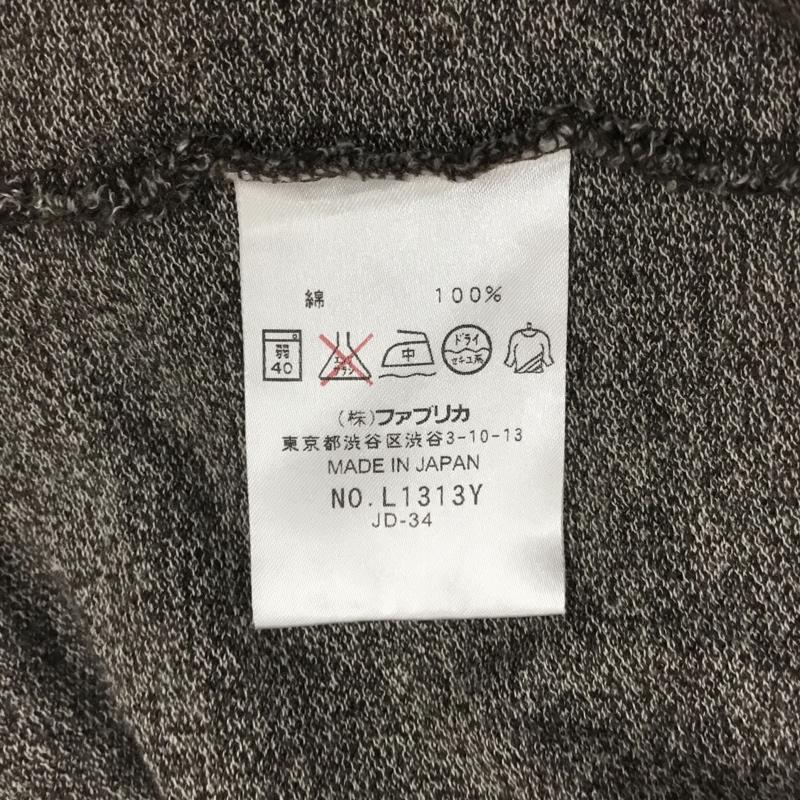 綿 100%
弱 40 エンソ サラシ 中 ドライ セキユ系
(株)ファブリカ
東京都渋谷区渋谷3-10-13
MADE IN JAPAN
NO.L1313Y
JD-34